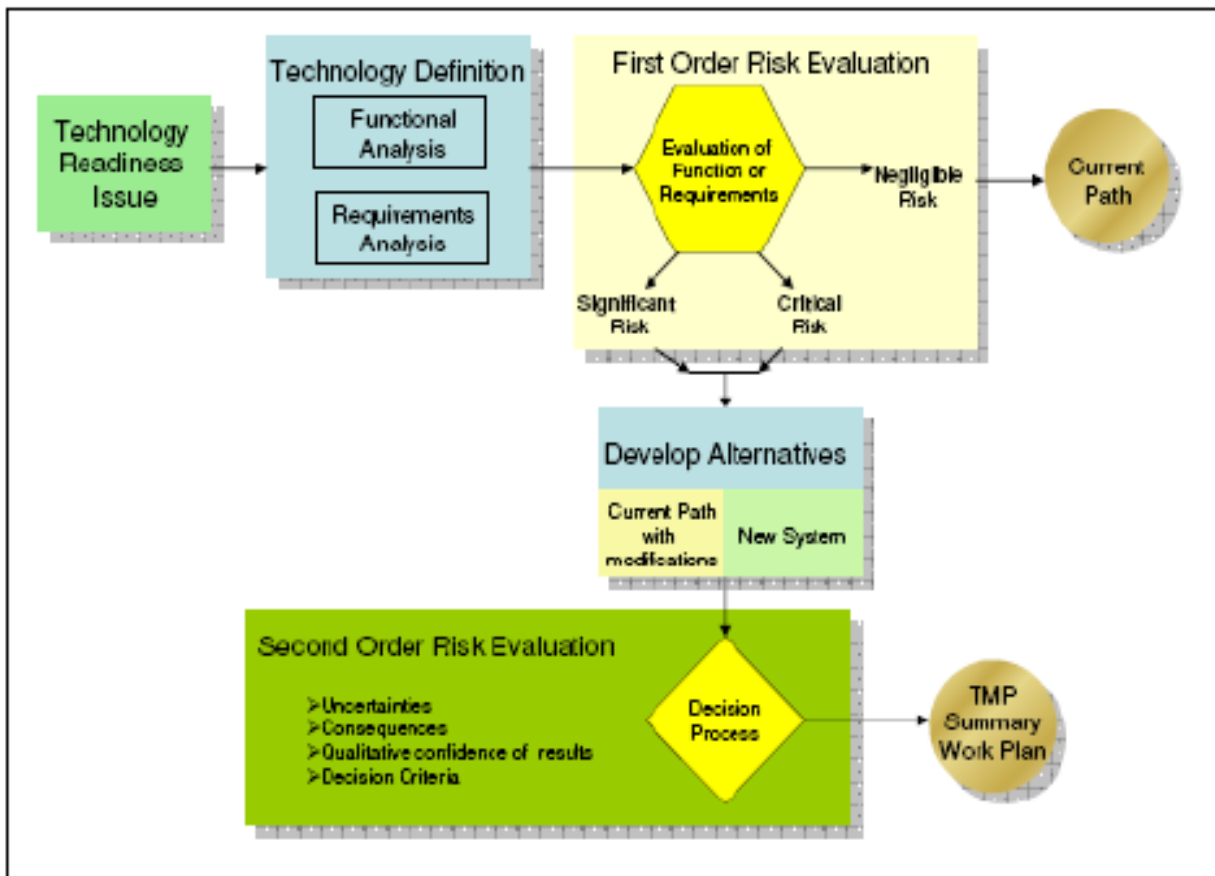 Technology
Readiness
Issue
Technology Definition
Functional
Analysis
Requirements
Analysis
First Order Risk Evaluation
Evaluation of
Function or
Requirements
Negligible
Risk
Current
Path
Significant
Risk
Critical
Risk
Develop Alternatives
Current Path
with
modifications
New System
Second Order Risk Evaluation
➢Uncertainties
➢Consequences
➢Qualitative confidence of results
➢Decision Criteria
Decision
Process
TMP
Summary
Work Plan